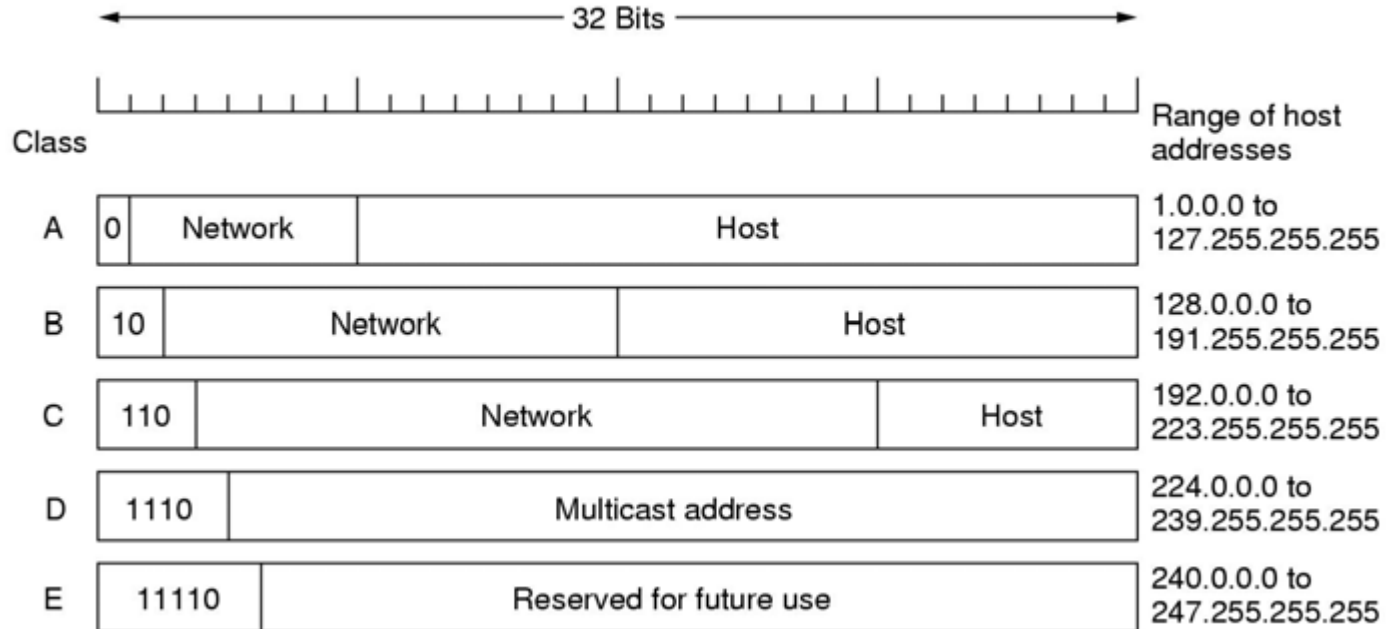 32 Bits
Range of host
addresses
Class
A 0 Network Host 1.0.0.0 to
127.255.255.255
B 10 Network Host 128.0.0.0 to
191.255.255.255
C 110 Network Host 192.0.0.0 to
223.255.255.255
D 1110 Multicast address 224.0.0.0 to
239.255.255.255
E 11110 Reserved for future use 240.0.0.0 to
247.255.255.255